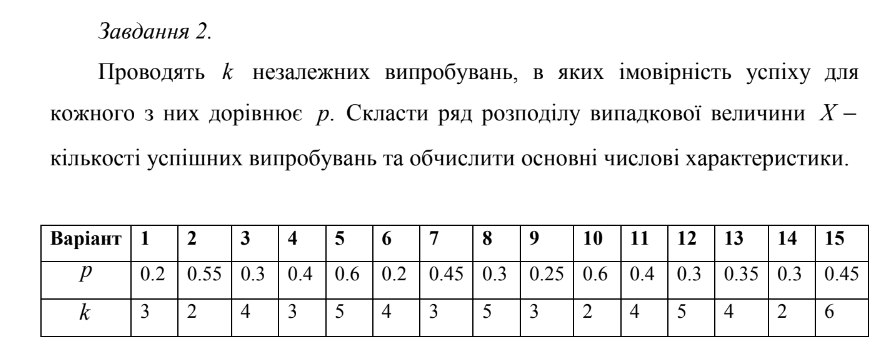 Завдання 2.
Проводять k незалежних випробувань, в яких імовірність успіху для
кожного з них дорівнює p. Скласти ряд розподілу випадкової величини X –
кількості успішних випробувань та обчислити основні числові характеристики.
Варіант 1 2 3 4 5 6 7 8 9 10 11 12 13 14 15
p 0.2 0.55 0.3 0.4 0.6 0.2 0.45 0.3 0.25 0.6 0.4 0.3 0.35 0.3 0.45
k 3 2 4 3 5 4 3 5 3 2 4 5 4 2 6